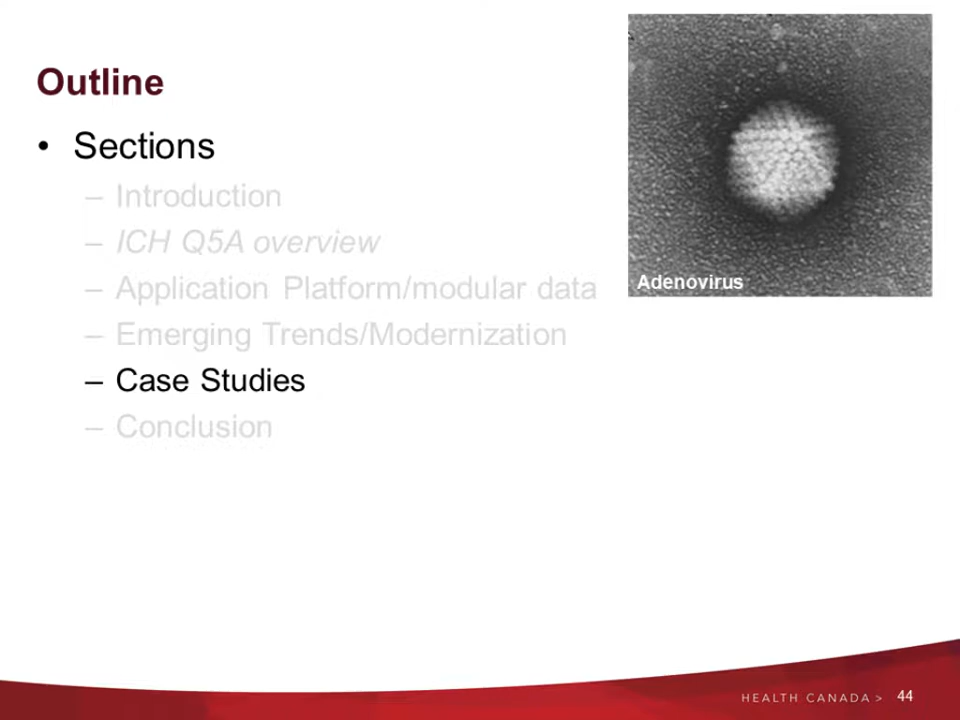 Outline
• Sections
– Introduction
– ICH Q5A overview
– Application Platform/modular data
– Emerging Trends/Modernization
– Case Studies
– Conclusion
Adenovirus
HEALTH CANADA > 44